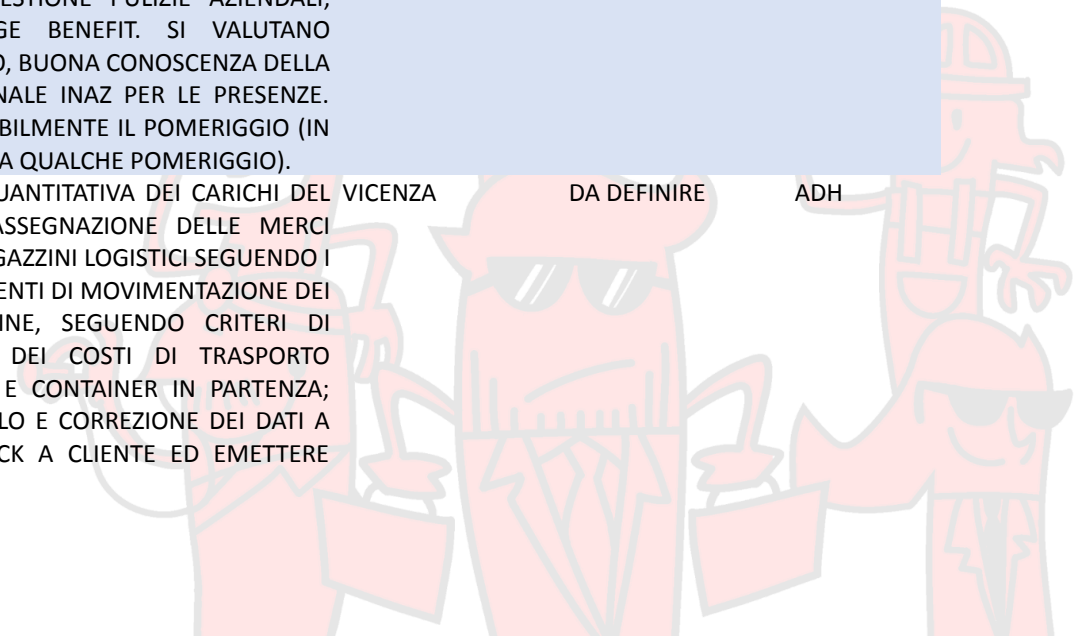 GESTIONE PULIZIE AZIENDALI,
GE BENEFIT. SI VALUTANO
O, BUONA CONOSCENZA DELLA
NALE INAZ PER LE PRESENZE.
BILMENTE IL POMERIGGIO (IN
A QUALCHE POMERIGGIO).
UANTITATIVA DEI CARICHI DEL VICENZA DA DEFINIRE ADH
ASSEGNAZIONE DELLE MERCI
GAZZINI LOGISTICI SEGUENDO I
ENTI DI MOVIMENTAZIONE DEI
INE, SEGUENDO CRITERI DI
DEI COSTI DI TRASPORTO
E CONTAINER IN PARTENZA;
LO E CORREZIONE DEI DATI A
CK A CLIENTE ED EMETTERE